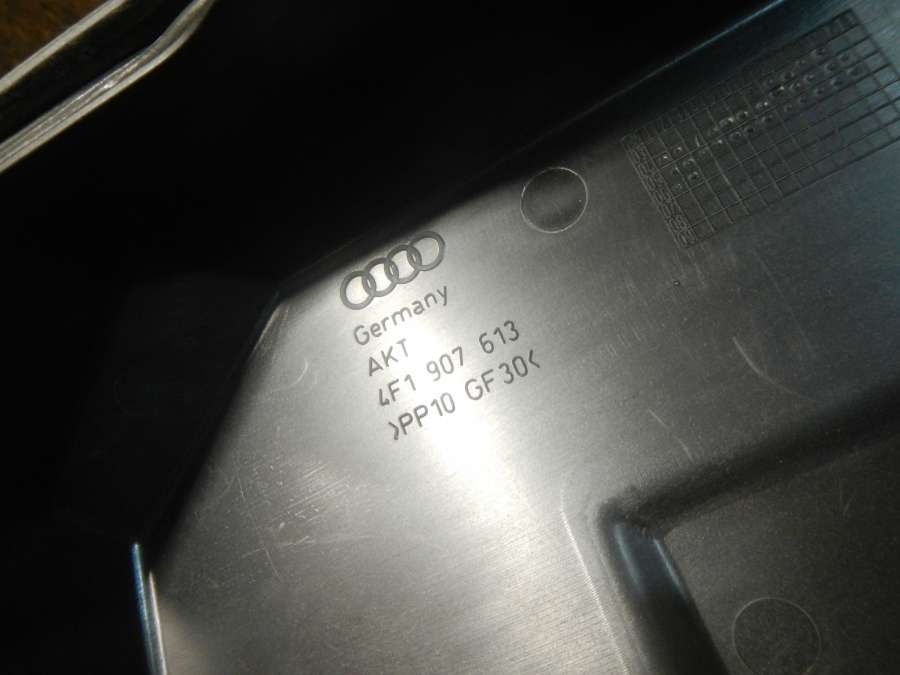 Germany
AKT
4F1 907 613
>PP10 GF30<